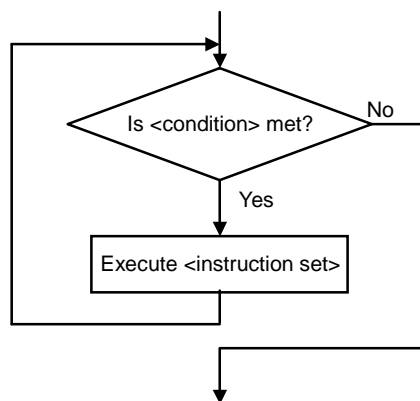 Is <condition> met?
No
Yes
Execute <instruction set>